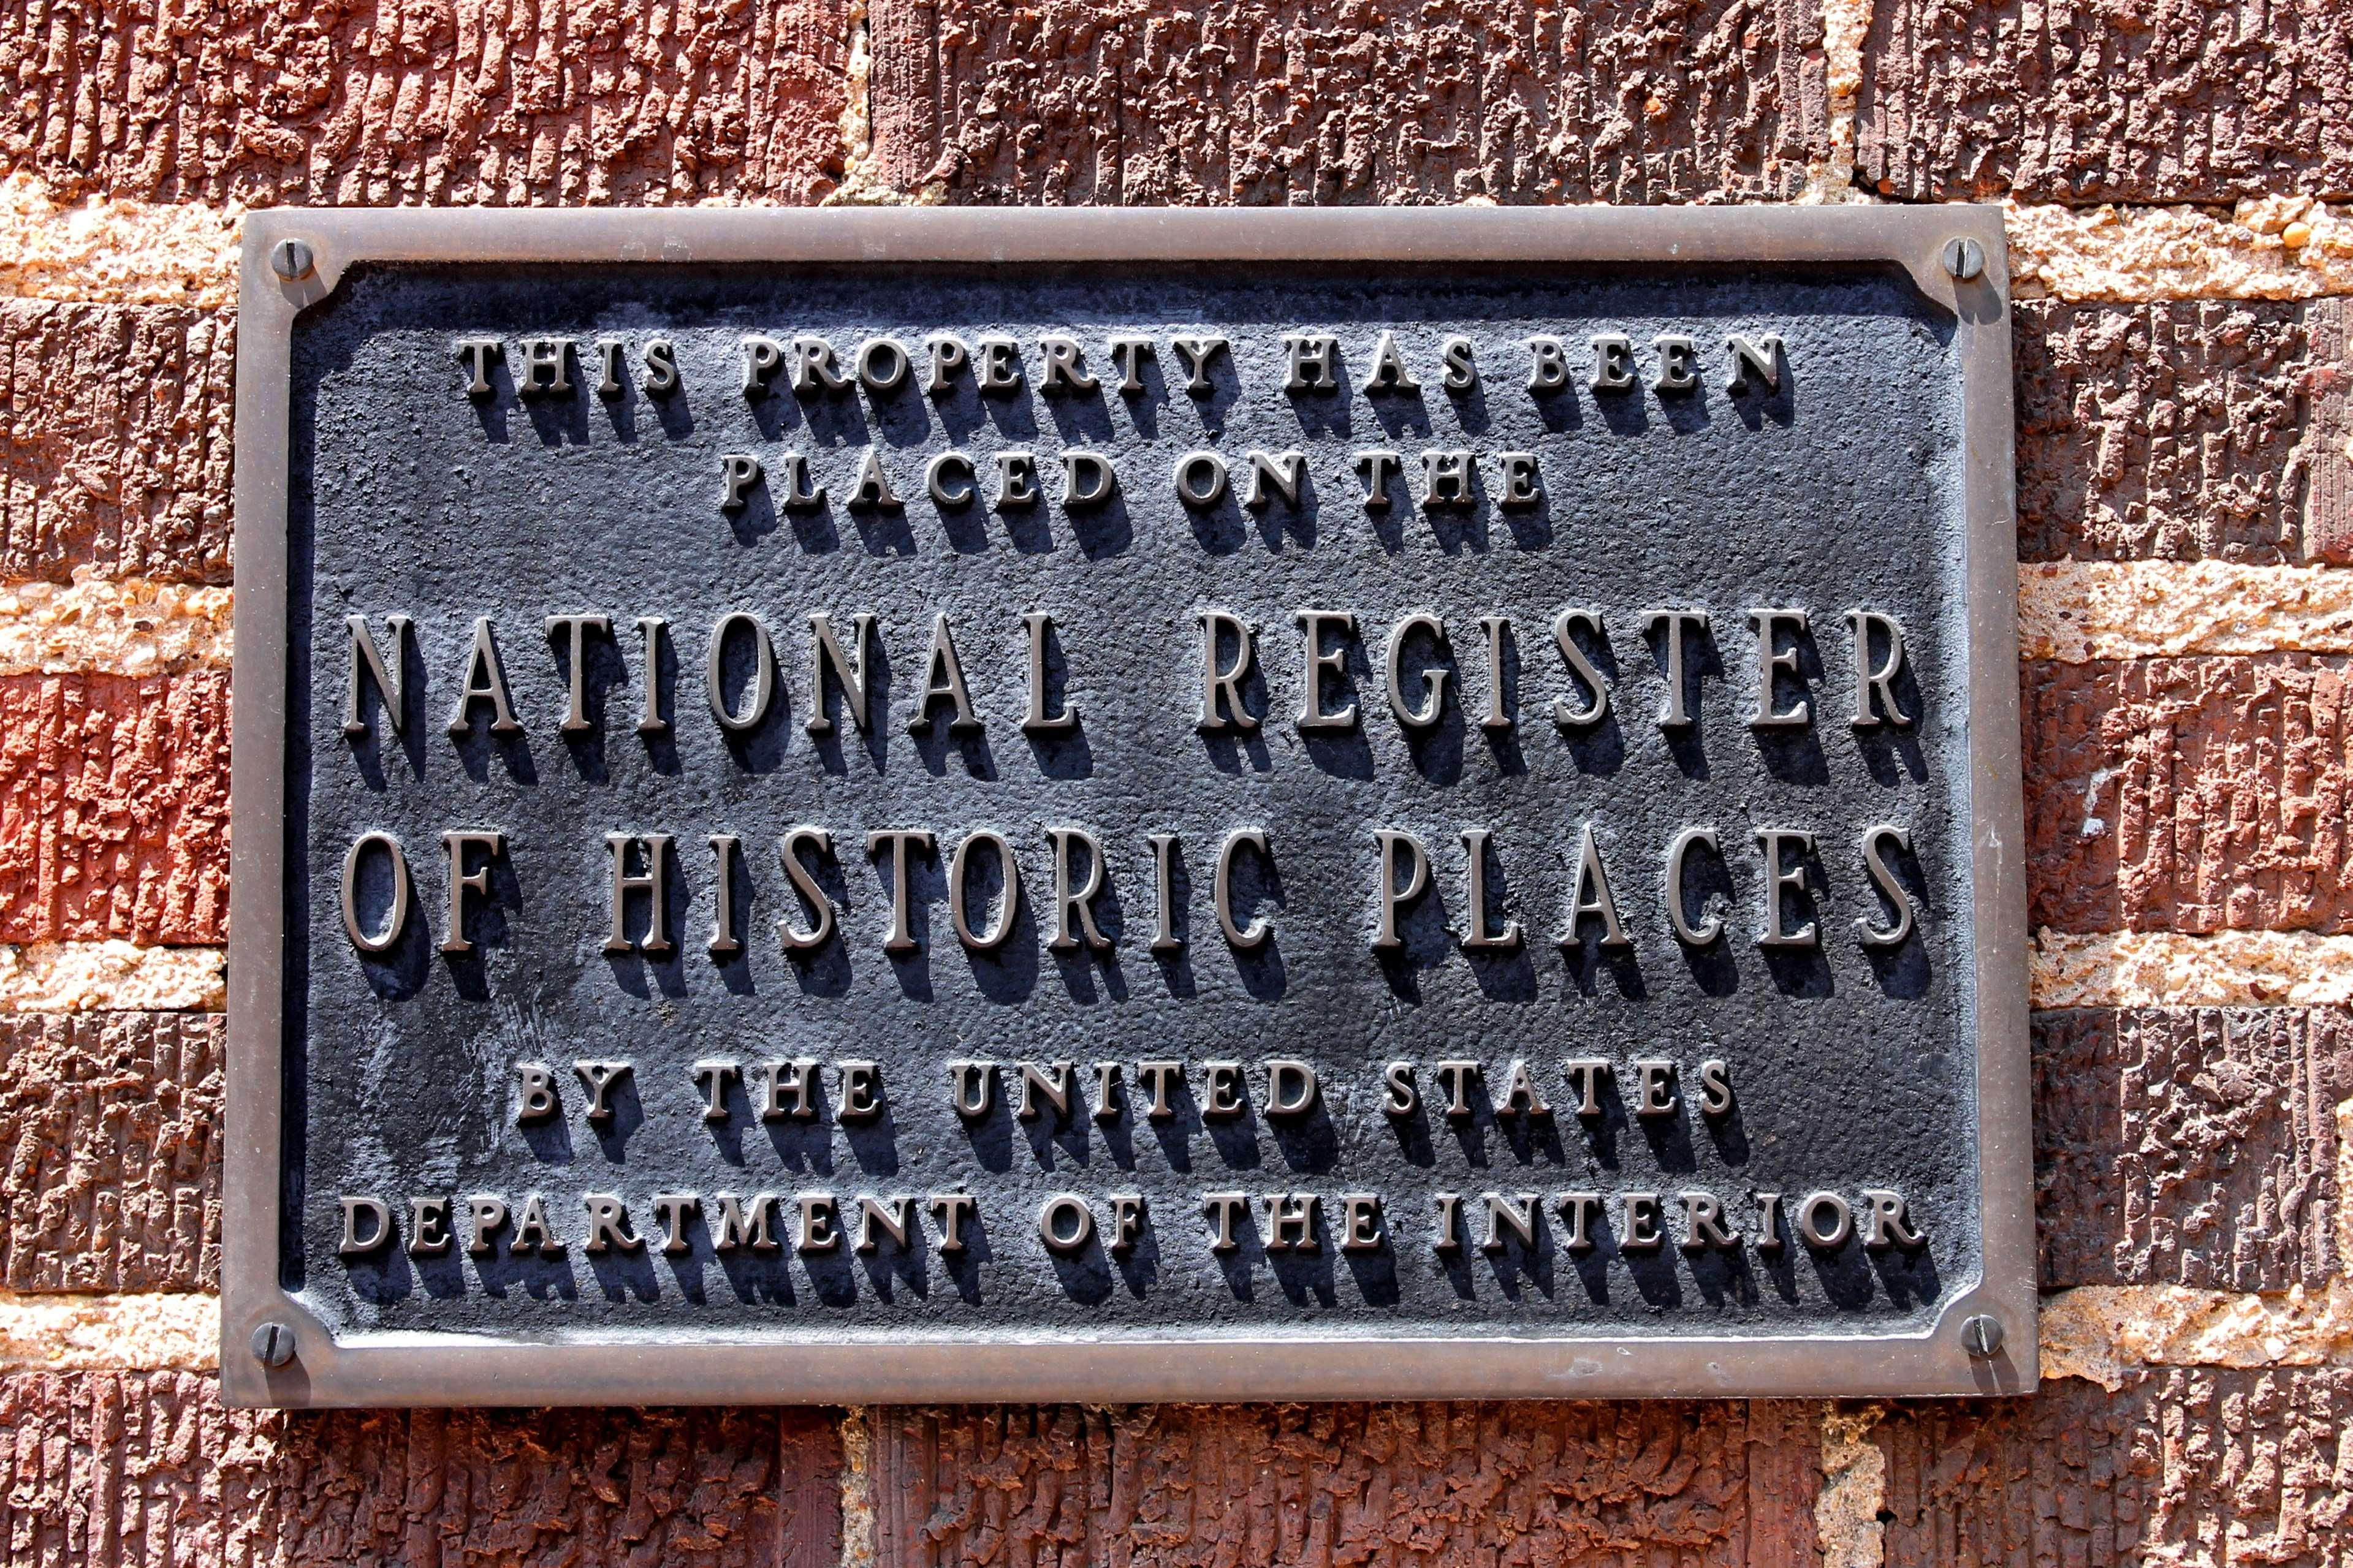 THIS PROPERTY HAS BEEN
PLACED ON THE
NATIONAL REGISTER
OF HISTORIC PLACES
BY THE UNITED STATES
DEPARTMENT OF THE INTERIOR